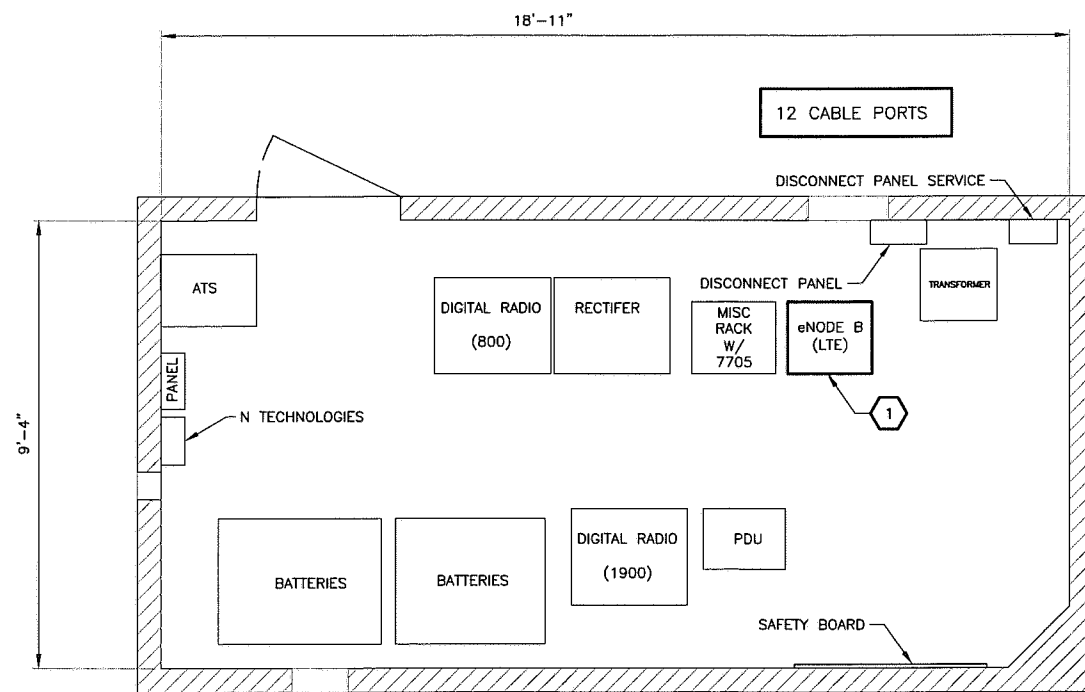 18'-11"
12 CABLE PORTS
DISCONNECT PANEL SERVICE
ATS
DISCONNECT PANEL
TRANSFORMER
DIGITAL RADIO
(800)
RECTIFER
MISC
RACK
W/
7705
eNODE B
(LTE)
PANEL
1
N TECHNOLOGIES
9'-4"
BATTERIES
BATTERIES
DIGITAL RADIO
(1900)
PDU
SAFETY BOARD